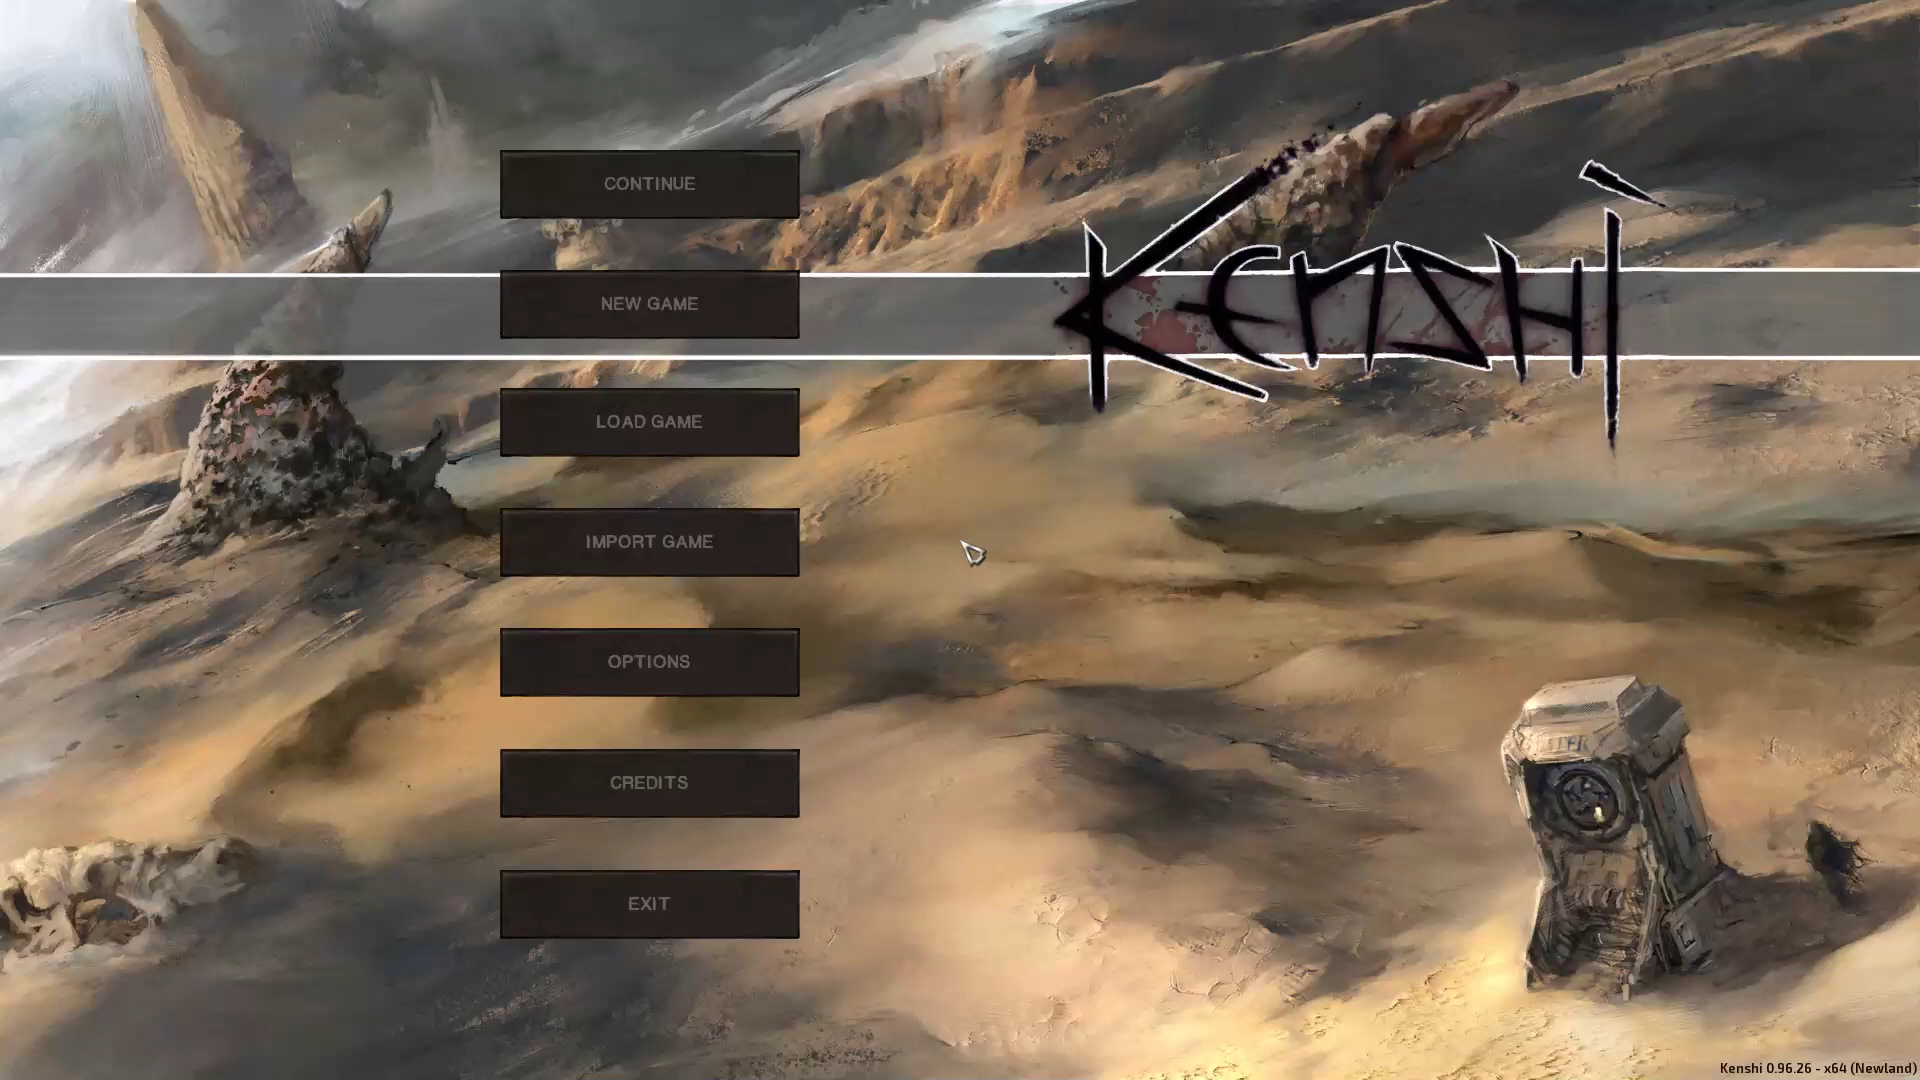 CONTINUE
NEW GAME
KENSHI
LOAD GAME
IMPORT GAME
OPTIONS
CREDITS
EXIT
Kenshi 0.96.26 - x64 (Newland)